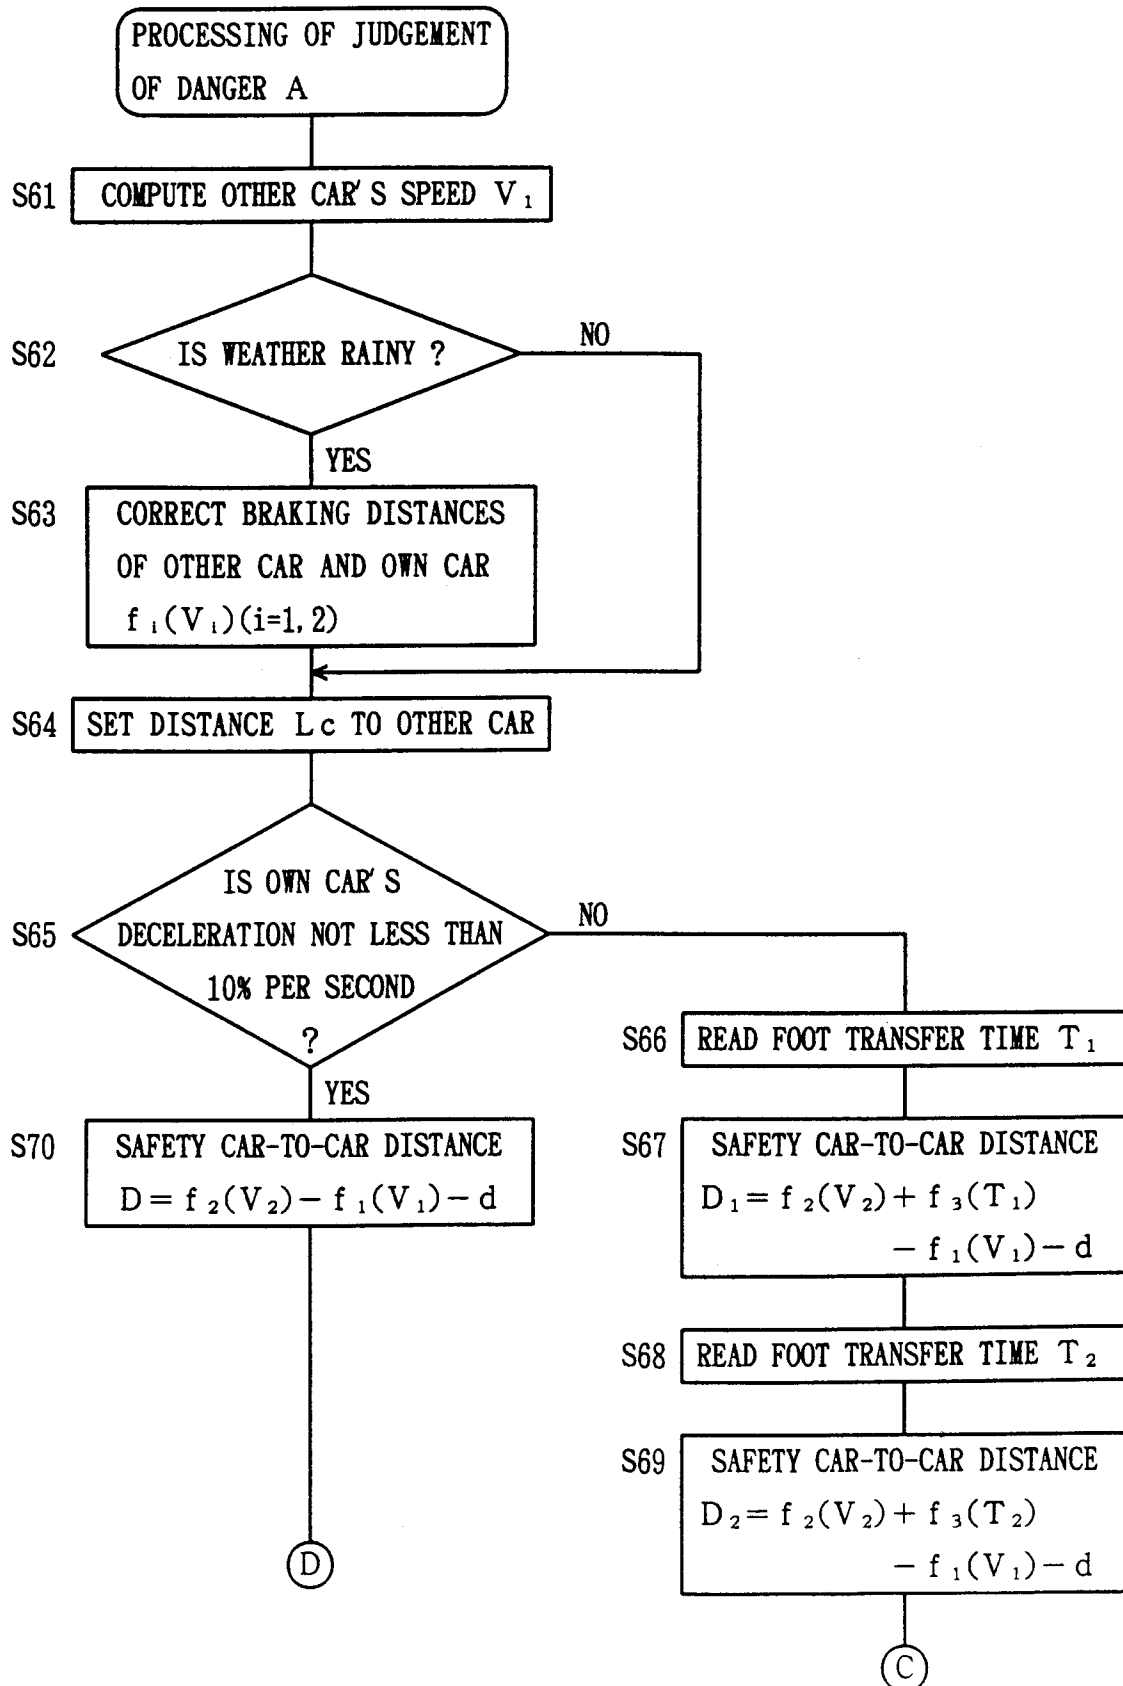 PROCESSING OF JUDGEMENT
OF DANGER A
S61
COMPUTE OTHER CAR'S SPEED V₁
S62
IS WEATHER RAINY ?
NO
YES
S63
CORRECT BRAKING DISTANCES
OF OTHER CAR AND OWN CAR
fᵢ(Vᵢ)(i=1,2)
S64
SET DISTANCE Lc TO OTHER CAR
S65
IS OWN CAR'S
DECELERATION NOT LESS THAN
10% PER SECOND
?
NO
YES
S70
SAFETY CAR-TO-CAR DISTANCE
D=f₂(V₂)−f₁(V₁)−d
D
S66
READ FOOT TRANSFER TIME T₁
S67
SAFETY CAR-TO-CAR DISTANCE
D₁=f₂(V₂)+f₃(T₁)
−f₁(V₁)−d
S68
READ FOOT TRANSFER TIME T₂
S69
SAFETY CAR-TO-CAR DISTANCE
D₂=f₂(V₂)+f₃(T₂)
−f₁(V₁)−d
C